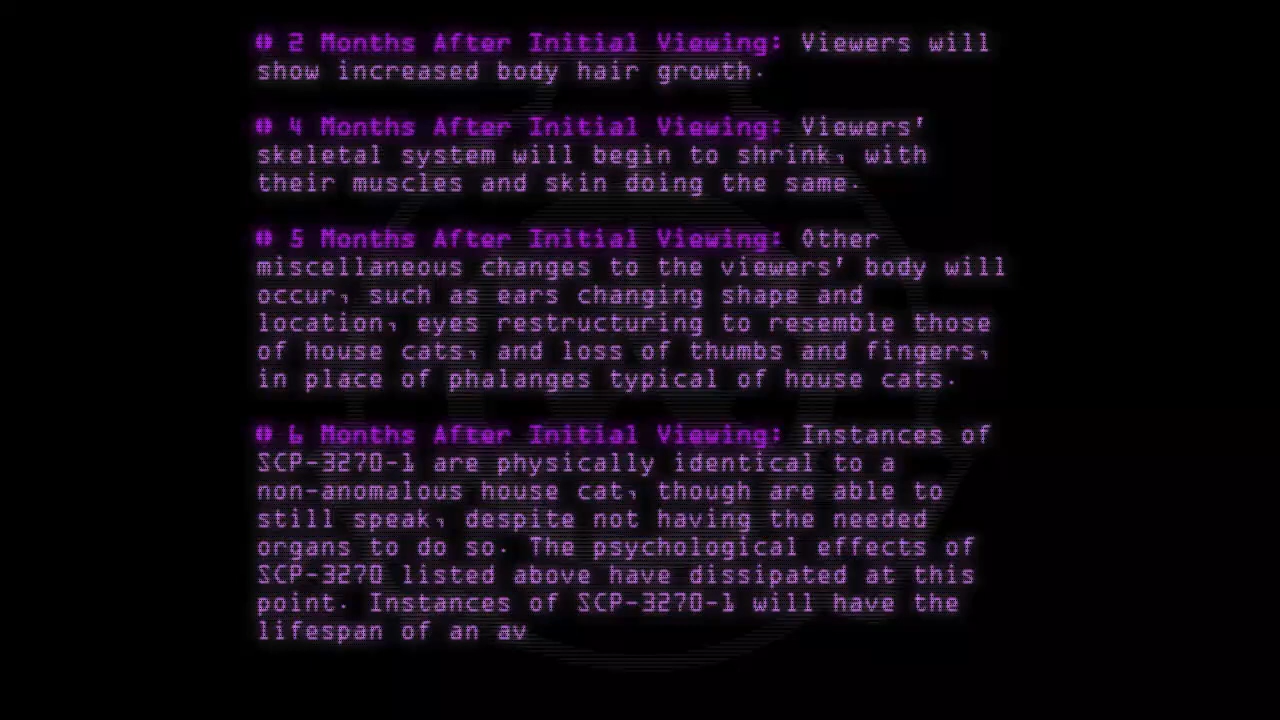 2 Months After Initial Viewing: Viewers will
show increased body hair growth.
4 Months After Initial Viewing: Viewers'
skeletal system will begin to shrink, with
their muscles and skin doing the same.
5 Months After Initial Viewing: Other
miscellaneous changes to the viewers' body will
occur, such as ears changing shape and
location, eyes restructuring to resemble those
of house cats, and loss of thumbs and fingers,
in place of phalanges typical of house cats.
6 Months After Initial Viewing: Instances of
SCP-3270-1 are physically identical to a
non-anomalous house cat, though are able to
still speak, despite not having the needed
organs to do so. The psychological effects of
SCP-3270 listed above have dissipated at this
point. Instances of SCP-3270-1 will have the
lifespan of an av